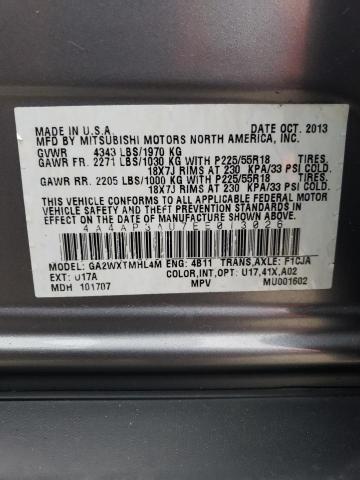 MADE IN U.S.A. DATE OCT. 2013
MFD BY MITSUBISHI MOTORS NORTH AMERICA, INC.
GVWR 4343 LBS/1970 KG
GAWR FR. 2271 LBS/1030 KG WITH P225/55R18 TIRES,
18X7J RIMS AT 230 KPA/33 PSI COLD.
GAWR RR. 2205 LBS/1000 KG WITH P225/55R18 TIRES,
18X7J RIMS AT 230 KPA/33 PSI COLD.
THIS VEHICLE CONFORMS TO ALL APPLICABLE FEDERAL
MOTOR VEHICLE SAFETY AND THEFT PREVENTION STANDARDS IN
EFFECT ON THE DATE OF MANUFACTURE SHOWN ABOVE.
4A4AP3AU7EE013026
MODEL: GA2WXTMHL4M ENG: 4B11 TRANS,AXLE: F1CJA
EXT: U17A COLOR,INT,OPT: U17,41X,A02
MDH 101707 MPV MU001602